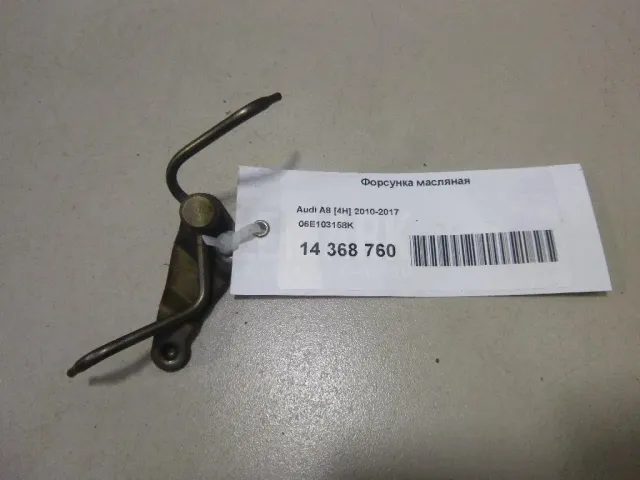 Форсунка масляная
Audi A8 [4H] 2010-2017
06E103158K
14 368 760